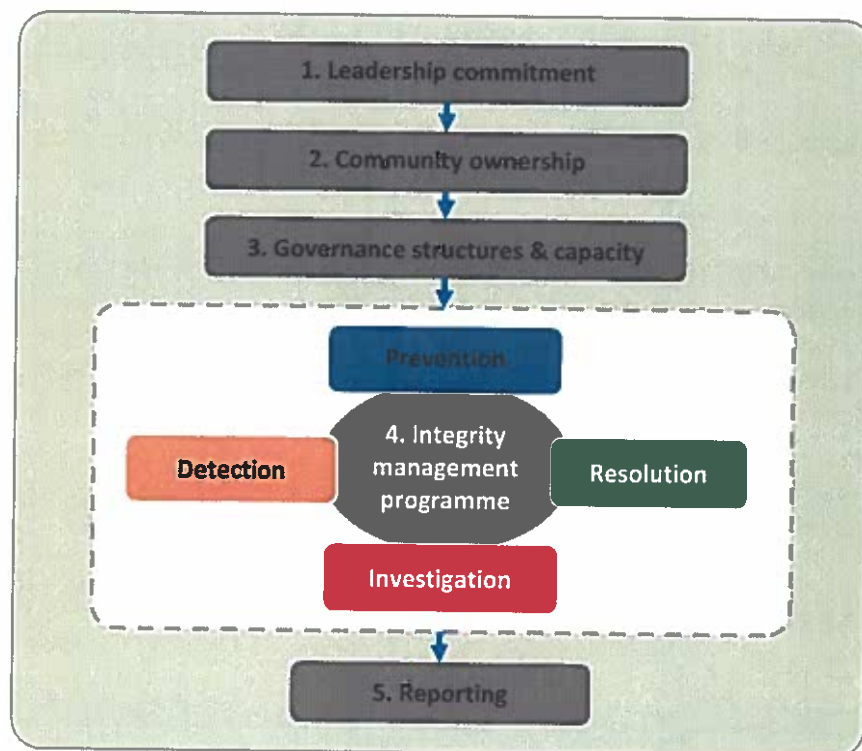 1. Leadership commitment
2. Community ownership
3. Governance structures & capacity
Prevention
4. Integrity
management
programme
Detection
Resolution
Investigation
5. Reporting